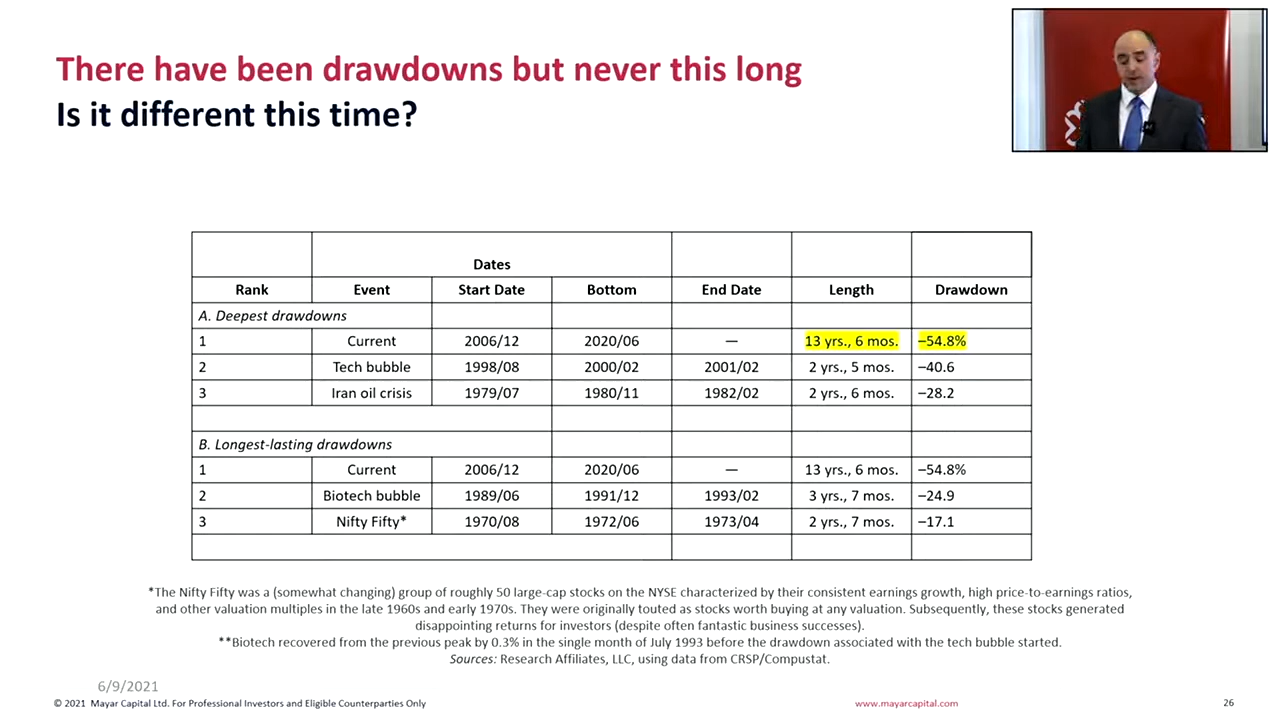 There have been drawdowns but never this long
Is it different this time?
Dates
Rank Event Start Date Bottom End Date Length Drawdown
A. Deepest drawdowns
1 Current 2006/12 2020/06 — 13 yrs., 6 mos. –54.8%
2 Tech bubble 1998/08 2000/02 2001/02 2 yrs., 5 mos. –40.6
3 Iran oil crisis 1979/07 1980/11 1982/02 2 yrs., 6 mos. –28.2
B. Longest-lasting drawdowns
1 Current 2006/12 2020/06 — 13 yrs., 6 mos. –54.8%
2 Biotech bubble 1989/06 1991/12 1993/02 3 yrs., 7 mos. –24.9
3 Nifty Fifty* 1970/08 1972/06 1973/04 2 yrs., 7 mos. –17.1
*The Nifty Fifty was a (somewhat changing) group of roughly 50 large-cap stocks on the NYSE characterized by their consistent earnings growth, high price-to-earnings ratios,
and other valuation multiples in the late 1960s and early 1970s. They were originally touted as stocks worth buying at any valuation. Subsequently, these stocks generated
disappointing returns for investors (despite often fantastic business successes).
**Biotech recovered from the previous peak by 0.3% in the single month of July 1993 before the drawdown associated with the tech bubble started.
Sources: Research Affiliates, LLC, using data from CRSP/Compustat.
6/9/2021
© 2021 Mayar Capital Ltd. For Professional Investors and Eligible Counterparties Only
www.mayarcapital.com
26